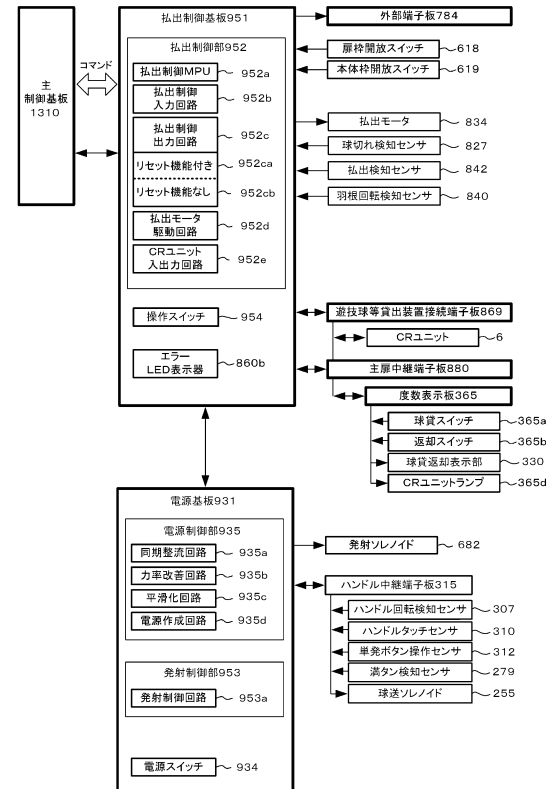 払出制御基板951
外部端子板784
払出制御部952
扉枠開放スイッチ 618
本体枠開放スイッチ 619
コマンド
主
制御基板
1310
払出制御MPU 952a
払出制御
入力回路 952b
払出制御
出力回路 952c
リセット機能付き 952ca
リセット機能なし 952cb
払出モータ
駆動回路 952d
CRユニット
入出力回路 952e
払出モータ 834
球切れ検知センサ 827
払出検知センサ 842
羽根回転検知センサ 840
操作スイッチ 954
エラー
LED表示器 860b
遊技球等貸出装置接続端子板869
CRユニット 6
主扉中継端子板880
度数表示板365
球貸スイッチ 365a
返却スイッチ 365b
球貸返却表示部 330
CRユニットランプ 365d
電源基板931
電源制御部935
同期整流回路 935a
力率改善回路 935b
平滑化回路 935c
電源作成回路 935d
発射制御部953
発射制御回路 953a
電源スイッチ 934
発射ソレノイド 682
ハンドル中継端子板315
ハンドル回転検知センサ 307
ハンドルタッチセンサ 310
単発ボタン操作センサ 312
満タン検知センサ 279
球送ソレノイド 255